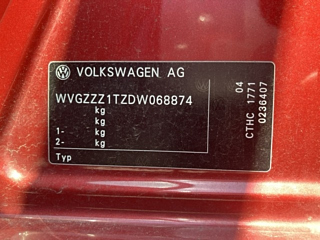 VOLKSWAGEN AG
WVGZZZ1TZDW068874
kg
kg
1- kg
2- kg
Typ
04
CTHC 1771
0236407